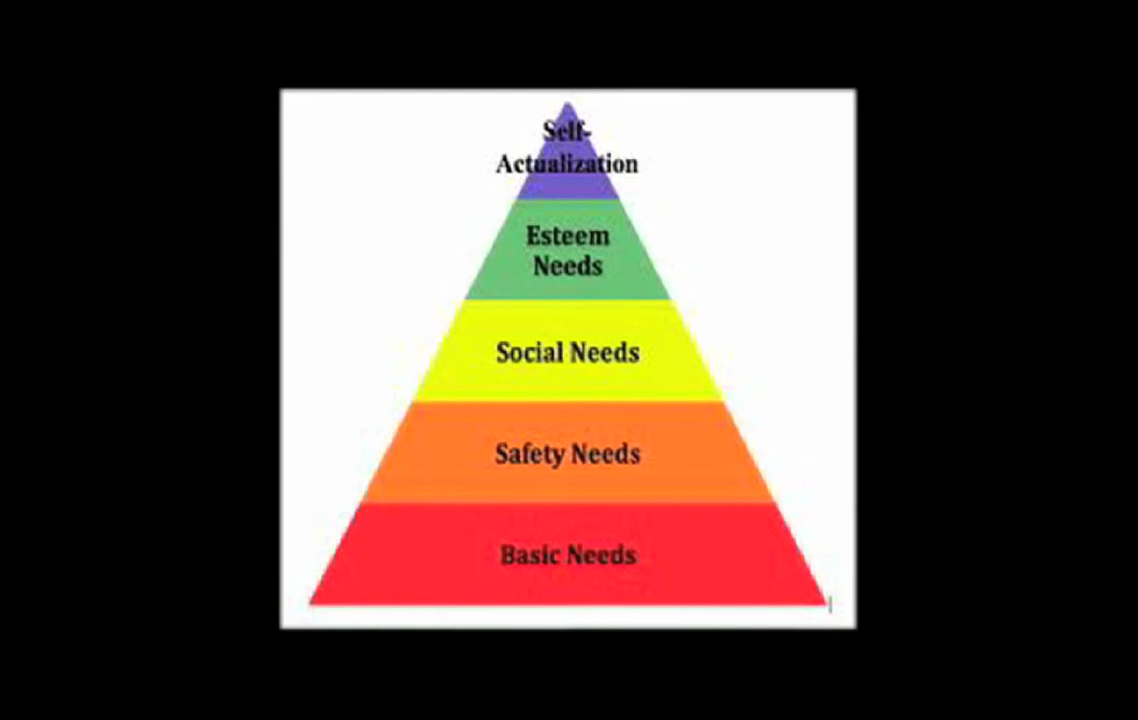 Self-
Actualization
Esteem
Needs
Social Needs
Safety Needs
Basic Needs